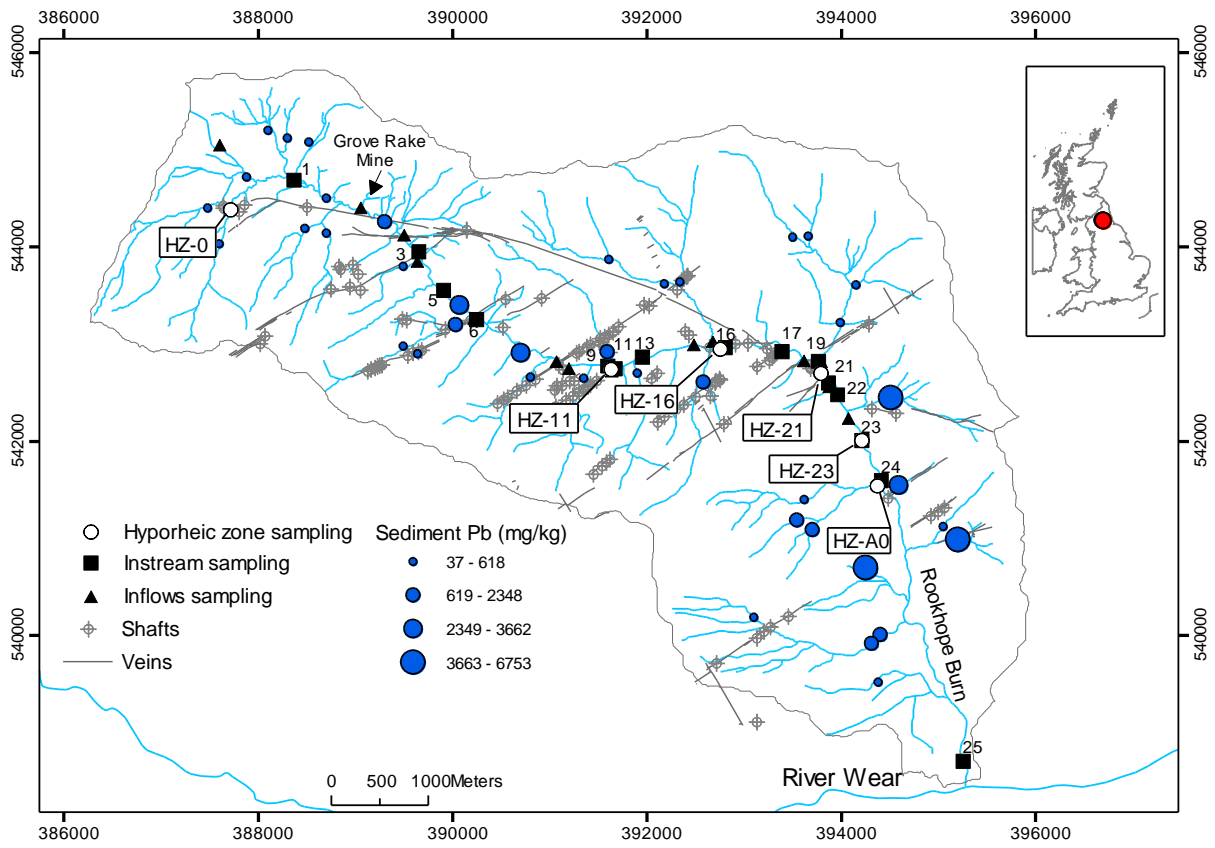 386000
388000
390000
392000
394000
396000
546000
546000
Grove Rake
Mine
1
HZ-0
544000
544000
3
5
6
9
11
13
16
17
19
21
22
HZ-11
HZ-16
HZ-21
542000
542000
23
HZ-23
24
HZ-A0
Hyporheic zone sampling
Instream sampling
Inflows sampling
Shafts
Veins
Sediment Pb (mg/kg)
37 - 618
619 - 2348
2349 - 3662
3663 - 6753
Rookhope Burn
540000
540000
25
0
500
1000
Meters
River Wear
386000
388000
390000
392000
394000
396000